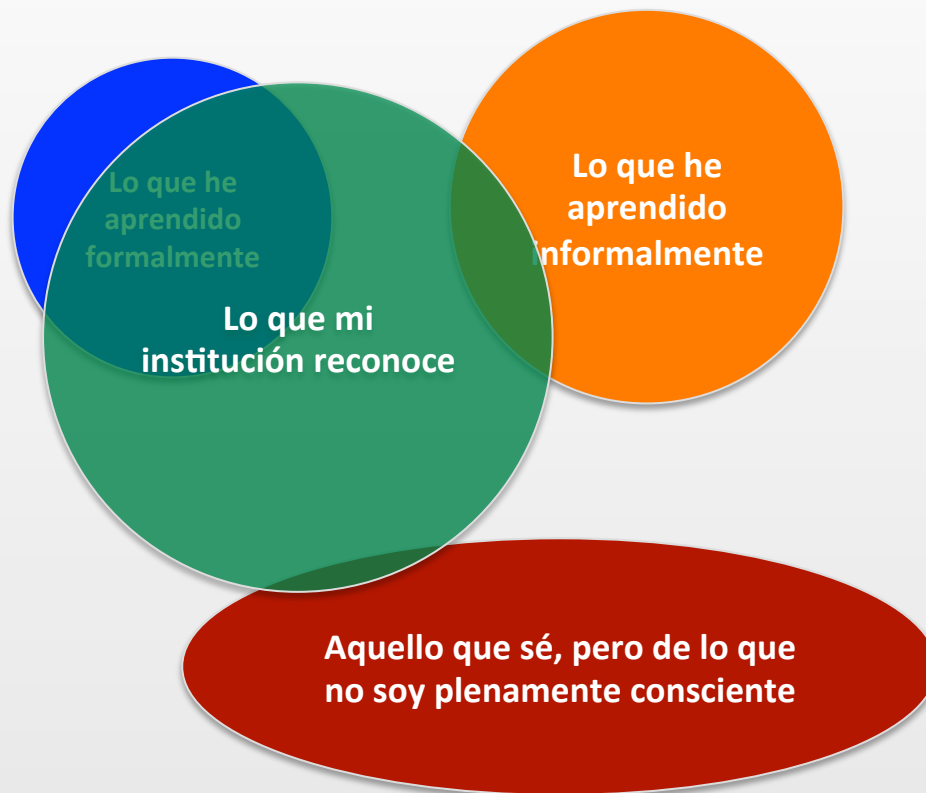 Lo que he
aprendido
formalmente
Lo que he
aprendido
informalmente
Lo que mi
institución reconoce
Aquello que sé, pero de lo que
no soy plenamente consciente